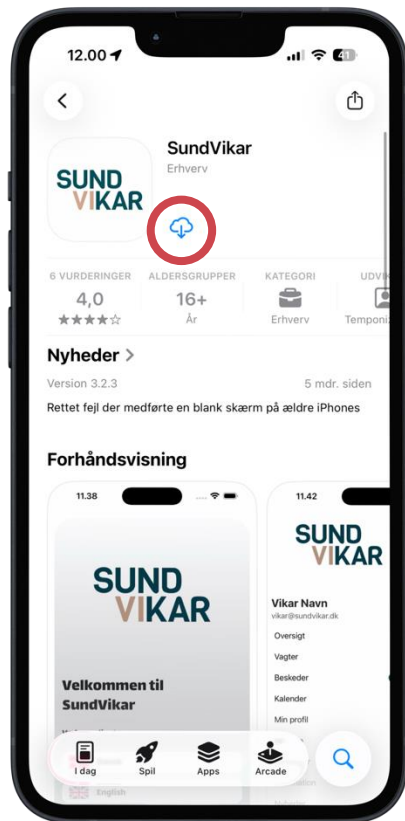 12.00
41
SundVikar
Erhverv
SUND
VIKAR
6 VURDERINGER
ALDERSGRUPPER
KATEGORI
4,0
16+
★★★★☆
År
Erhverv
Nyheder >
Version 3.2.3
5 mdr. siden
Rettet fejl der medførte en blank skærm på ældre iPhones
Forhåndsvisning
11.38
SUND
VIKAR
Velkommen til
SundVikar
English
11.42
SUND
VIKAR
Vikar Navn
vikar@sundvikar.dk
Oversigt
Vagter
Beskeder
Kalender
Min profil
I dag
Spil
Apps
Arcade